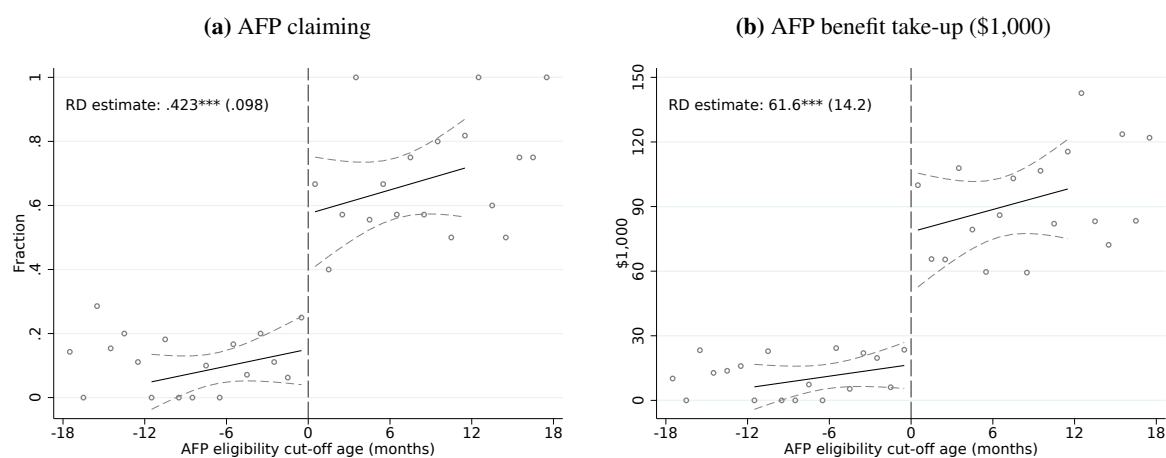 (a) AFP claiming
RD estimate: .423*** (.098)
Fraction
1
.8
.6
.4
.2
0
-18 -12 -6 0 6 12 18
AFP eligibility cut-off age (months)
(b) AFP benefit take-up ($1,000)
RD estimate: 61.6*** (14.2)
$1,000
150
120
90
60
30
0
-18 -12 -6 0 6 12 18
AFP eligibility cut-off age (months)